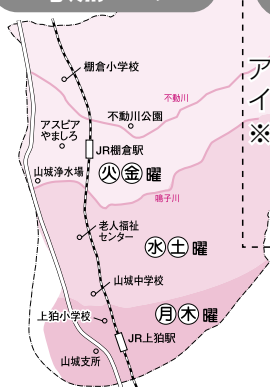 棚倉小学校
不動川
不動川公園
アスピア
やましろ
JR棚倉駅
山城浄水場
火金曜
鳴子川
老人福祉
センター
水土曜
山城中学校
月木曜
上狛小学校
JR上狛駅
山城支所
ア
イ
※